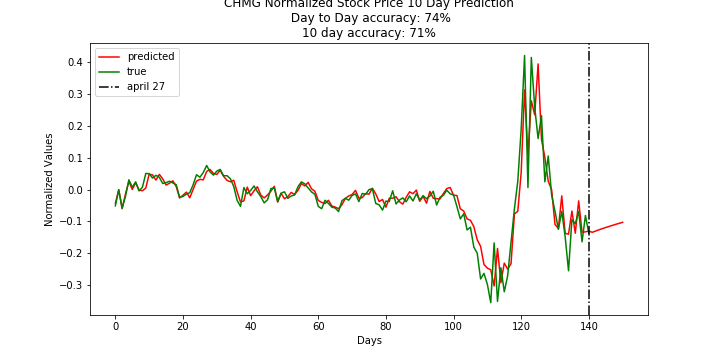 CHMG Normalized Stock Price 10 Day Prediction
Day to Day accuracy: 74%
10 day accuracy: 71%
predicted
true
april 27
Normalized Values
0.4
0.3
0.2
0.1
0.0
−0.1
−0.2
−0.3
0 20 40 60 80 100 120 140
Days